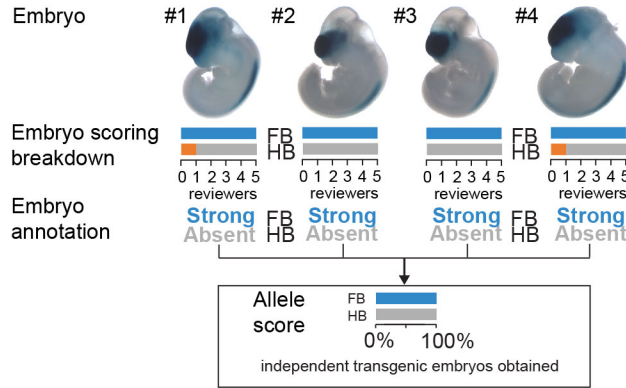 Embryo #1 #2 #3 #4
Embryo scoring FB FB
breakdown HB HB
0 1 2 3 4 5 0 1 2 3 4 5 0 1 2 3 4 5 0 1 2 3 4 5
reviewers reviewers reviewers reviewers
Embryo Strong FB Strong Strong FB Strong
annotation Absent HB Absent Absent HB Absent
Allele FB
score HB
0% 100%
independent transgenic embryos obtained